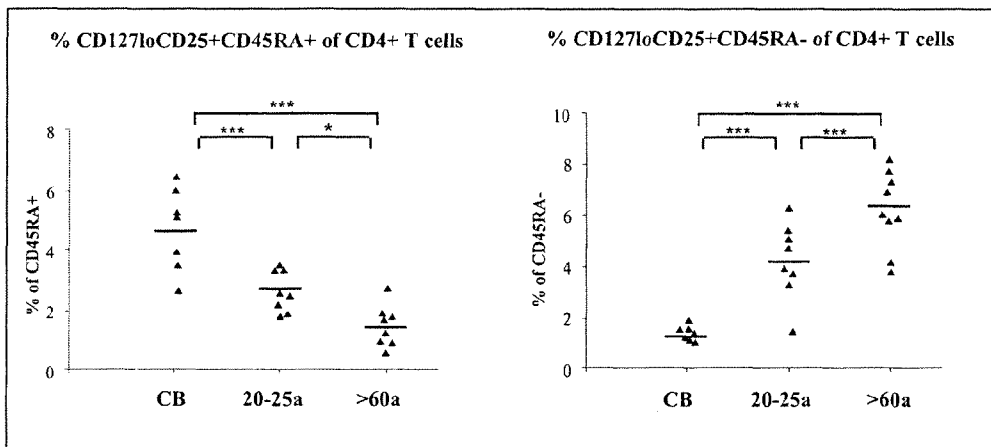 % CD127loCD25+CD45RA+ of CD4+ T cells
***
***
*
8
6
4
2
0
% of CD45RA+
CB
20-25a
>60a
% CD127loCD25+CD45RA- of CD4+ T cells
***
***
***
10
8
6
4
2
0
% of CD45RA-
CB
20-25a
>60a